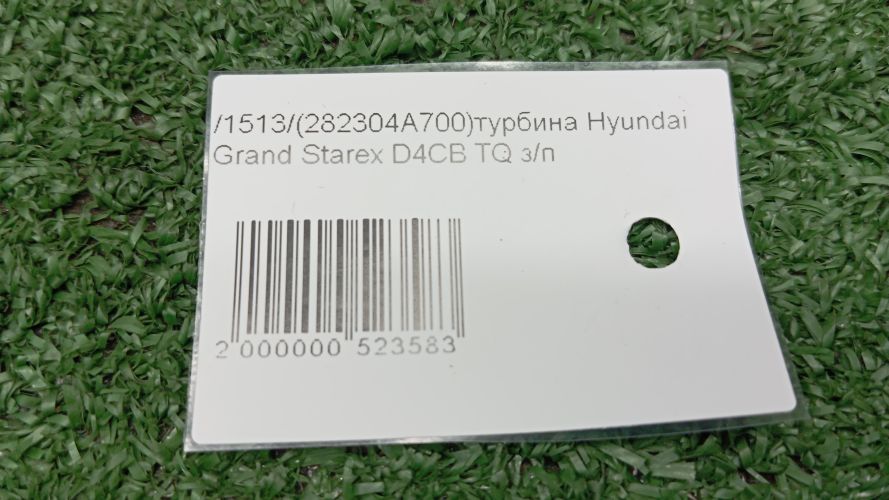 /1513/(282304A700)турбина Hyundai
Grand Starex D4CB TQ з/п
2 000000 523583